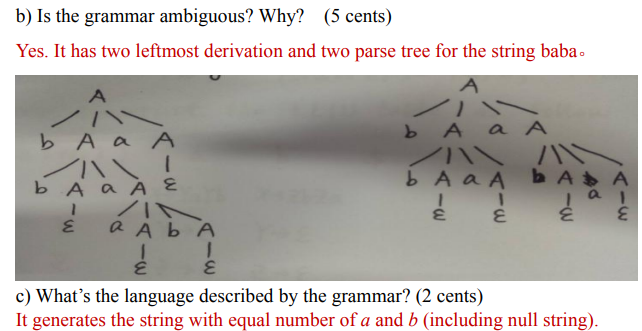 b) Is the grammar ambiguous? Why? (5 cents)
Yes. It has two leftmost derivation and two parse tree for the string baba。
A
b A a A
b A a A ε
ε a A b A
ε ε
A
b A a A
b A a A b A a A
ε ε ε ε
c) What's the language described by the grammar? (2 cents)
It generates the string with equal number of a and b (including null string).